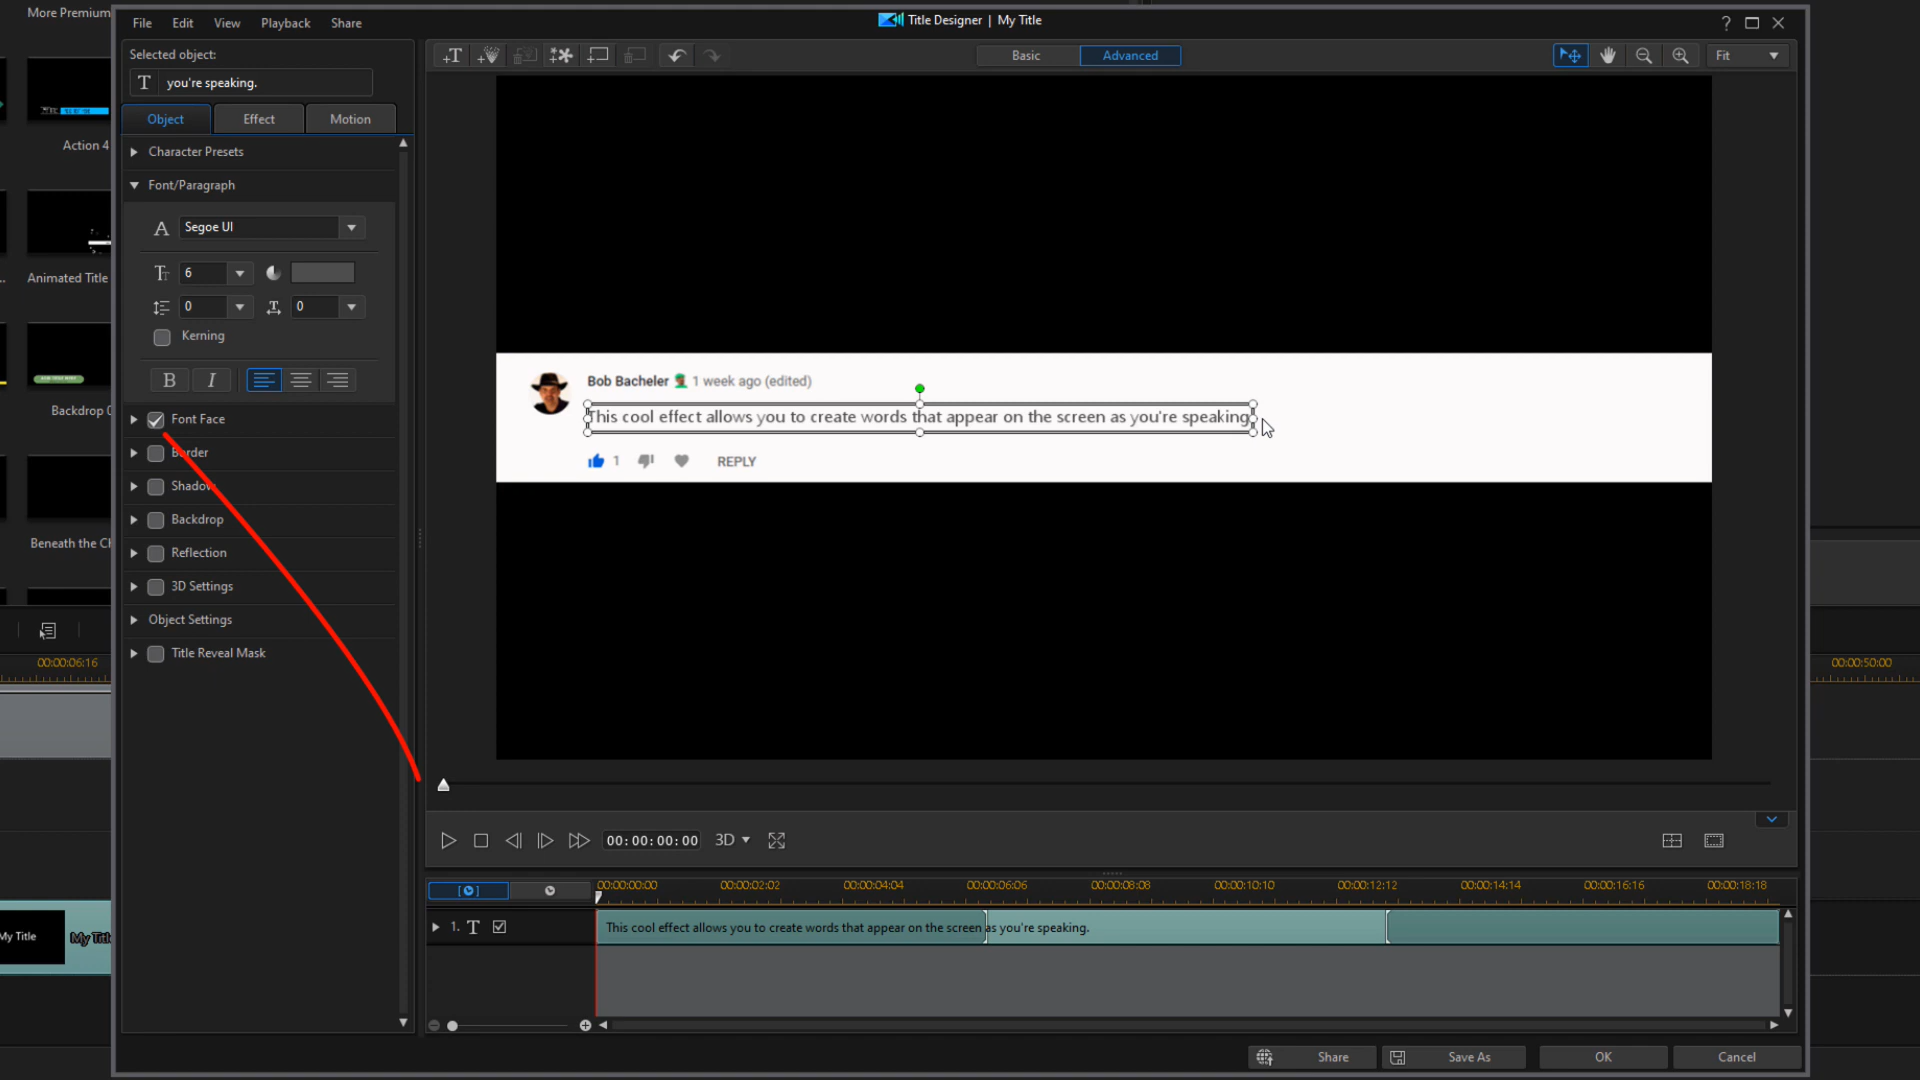 More Premium
File Edit View Playback Share
Title Designer | My Title
?
Selected object:
T you're speaking.
Basic Advanced
Fit
Object Effect Motion
Character Presets
Font/Paragraph
Segoe UI
6
0 0
Kerning
B I
Font Face
Border
Shadow
Backdrop
Reflection
3D Settings
Object Settings
Title Reveal Mask
Action 4
Animated Title
Backdrop 0
Beneath the Ch
Bob Bacheler 1 week ago (edited)
This cool effect allows you to create words that appear on the screen as you're speaking.
1 REPLY
00:00:06:16
00:00:50:00
00:00:00:00 3D
00:00:00:00 00:00:02:02 00:00:04:04 00:00:06:06 00:00:08:08 00:00:10:10 00:00:12:12 00:00:14:14 00:00:16:16 00:00:18:18
1. T This cool effect allows you to create words that appear on the screen as you're speaking.
My Title My Titl
Share Save As OK Cancel